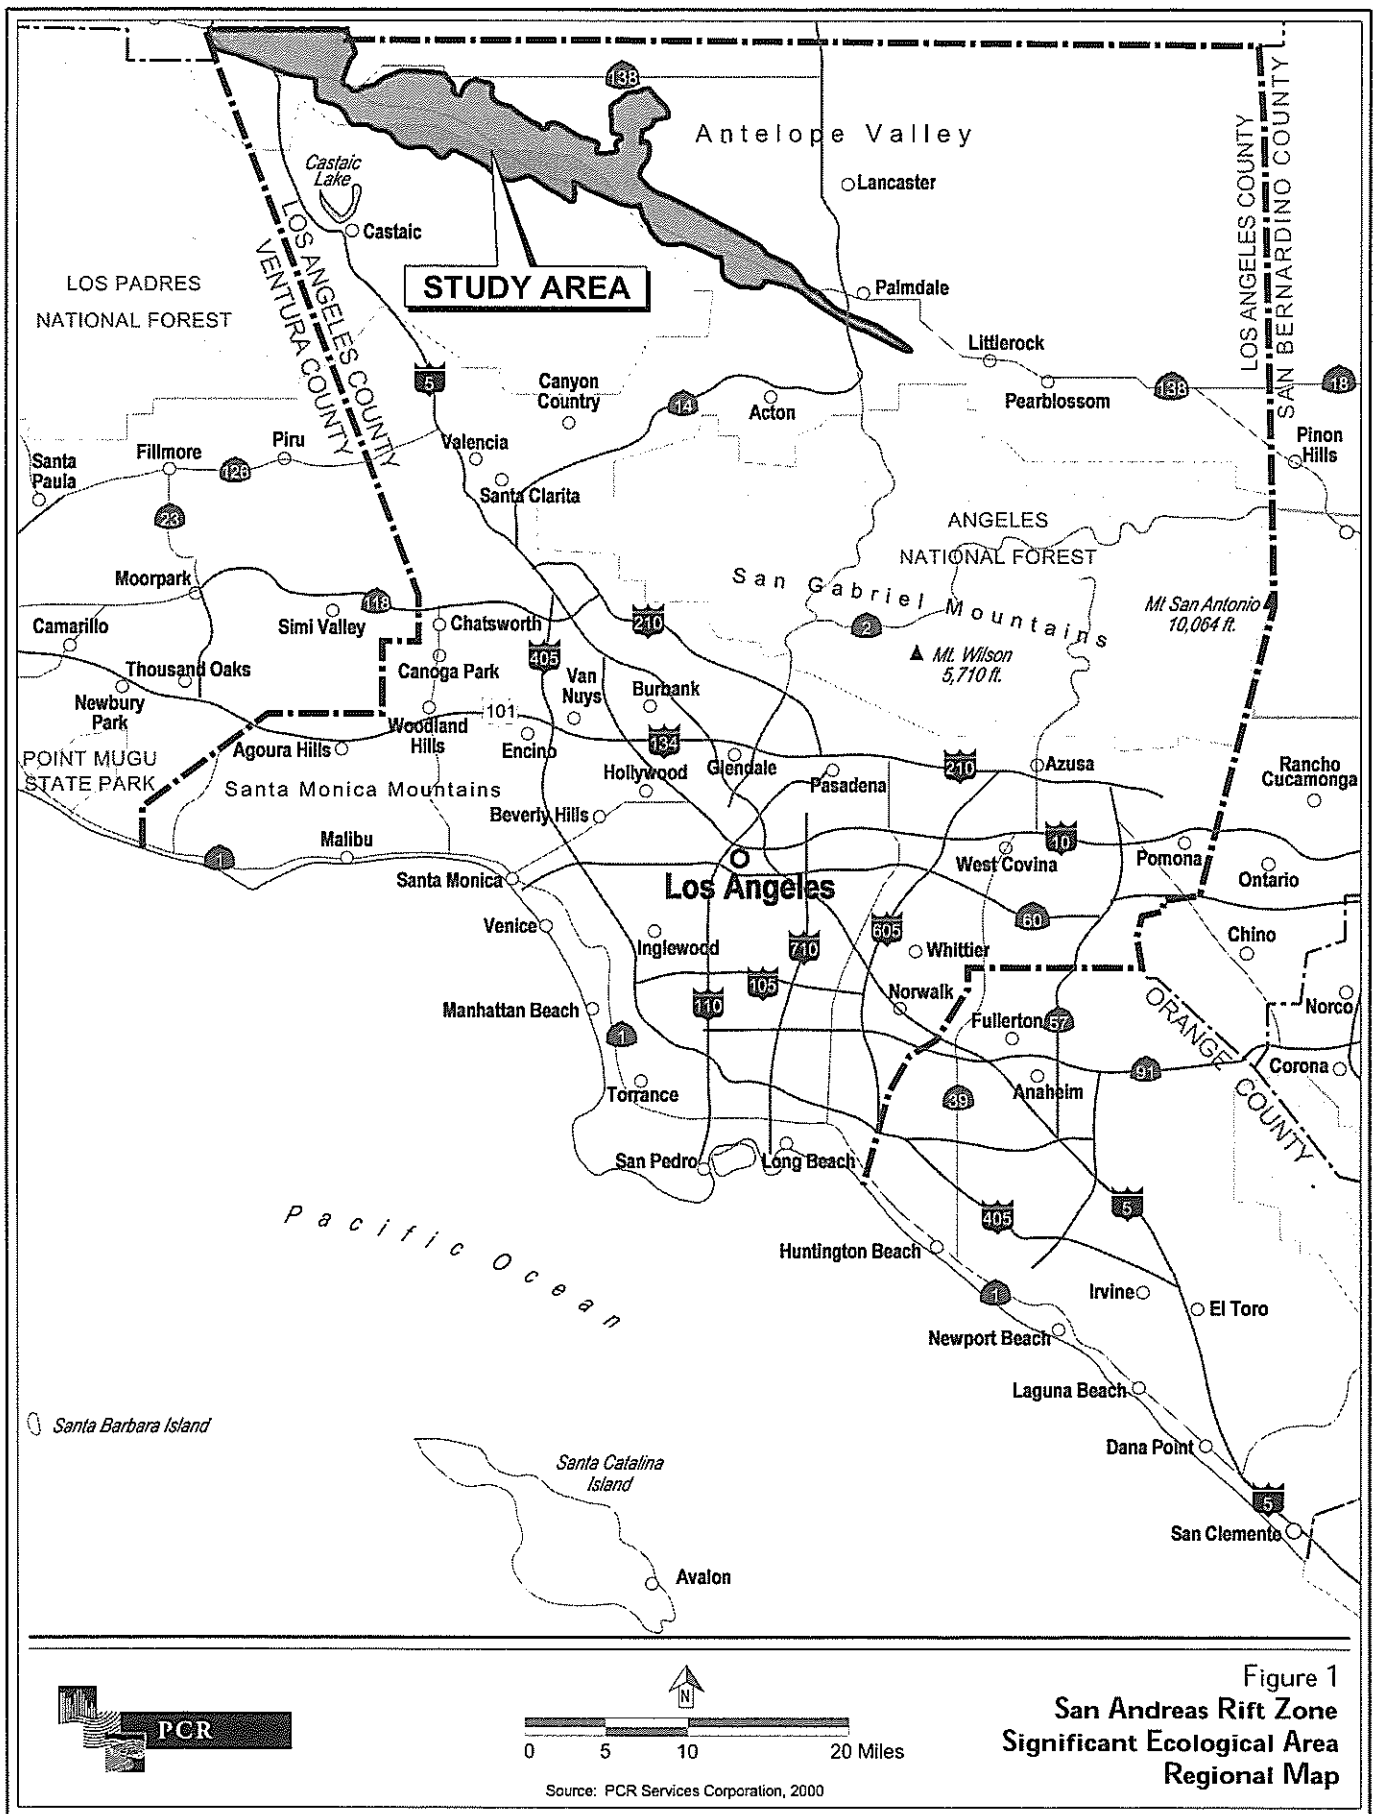 138
Antelope Valley
Castaic
Lake
Lancaster
Castaic
LOS ANGELES COUNTY
VENTURA COUNTY
LOS ANGELES COUNTY
SAN BERNARDINO COUNTY
LOS PADRES
NATIONAL FOREST
STUDY AREA
Palmdale
Littlerock
5
Canyon
Country
14
Acton
Pearblossom
138
18
Pinon
Hills
Santa
Paula
Fillmore
126
Piru
Valencia
Santa Clarita
23
ANGELES
NATIONAL FOREST
San Gabriel Mountains
Mt San Antonio
10,064 ft.
Moorpark
118
Simi Valley
Chatsworth
210
2
Mt. Wilson
5,710 ft.
Camarillo
Thousand Oaks
Canoga Park
405
Van
Nuys
Burbank
Newbury
Park
Woodland
Hills
101
Encino
134
Glendale
Agoura Hills
POINT MUGU
STATE PARK
Santa Monica Mountains
Hollywood
Pasadena
210
Azusa
Rancho
Cucamonga
Beverly Hills
Malibu
1
10
West Covina
Pomona
Ontario
Santa Monica
Los Angeles
Venice
Inglewood
710
605
60
Whittier
Chino
105
110
Norwalk
Manhattan Beach
1
Fullerton
57
ORANGE COUNTY
Norco
91
Corona
Torrance
39
Anaheim
San Pedro
Long Beach
Pacific Ocean
405
5
Huntington Beach
1
Irvine
El Toro
Newport Beach
Laguna Beach
Santa Barbara Island
Santa Catalina
Island
Dana Point
5
San Clemente
Avalon
PCR
N
0 5 10 20 Miles
Source: PCR Services Corporation, 2000
Figure 1
San Andreas Rift Zone
Significant Ecological Area
Regional Map